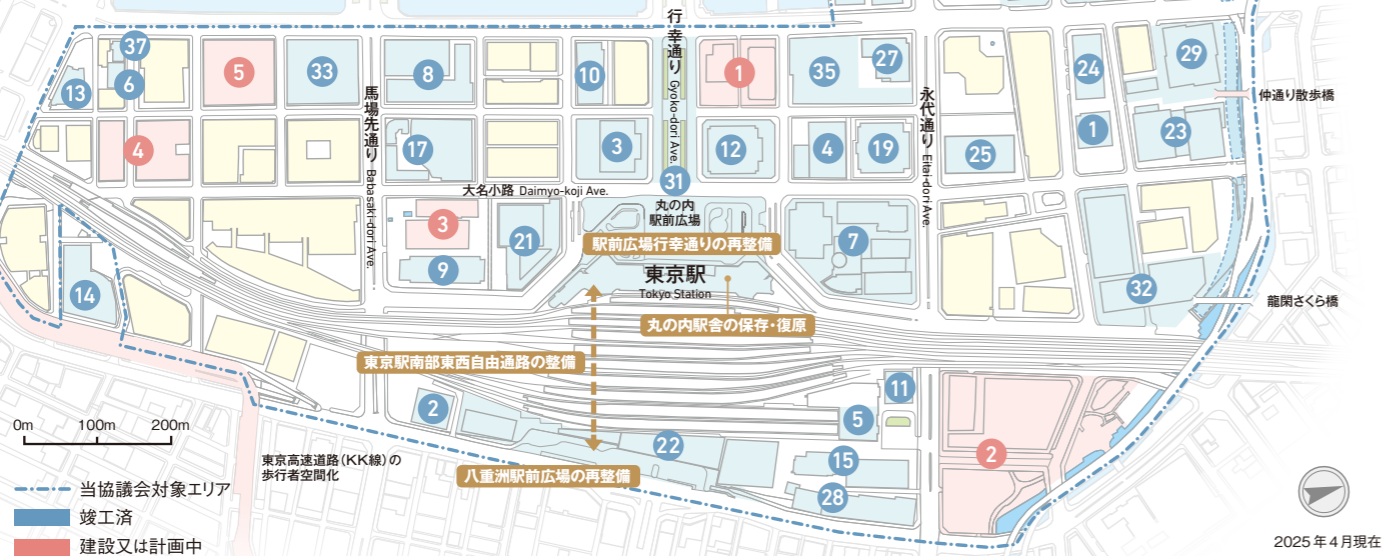 行幸通り Gyoko-dori Ave.
37
6
13
5
33
8
10
1
35
27
24
29
仲通り散歩橋
馬場先通り Babasaki-dori Ave.
永代通り Eitai-dori Ave.
4
17
3
12
4
19
25
1
23
31
大名小路 Daimyo-koji Ave.
丸の内
駅前広場
3
21
駅前広場行幸通りの再整備
7
9
東京駅
Tokyo Station
14
32
龍閑さくら橋
丸の内駅舎の保存・復原
東京駅南部東西自由通路の整備
11
2
5
0m 100m 200m
22
2
15
東京高速道路(KK線)の
歩行者空間化
八重洲駅前広場の再整備
28
当協議会対象エリア
竣工済
建設又は計画中
2025年4月現在